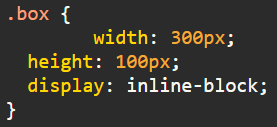 .box {
          width: 300px;
  height: 100px;
  display: inline-block;
}